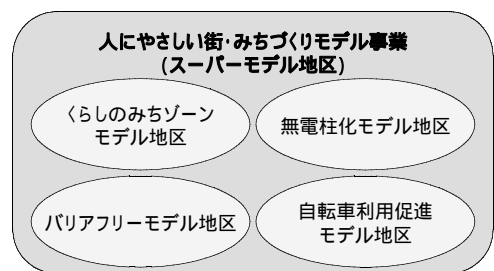 人にやさしい街・みちづくりモデル事業
(スーパーモデル地区)
くらしのみちゾーン
モデル地区
無電柱化モデル地区
バリアフリーモデル地区
自転車利用促進
モデル地区